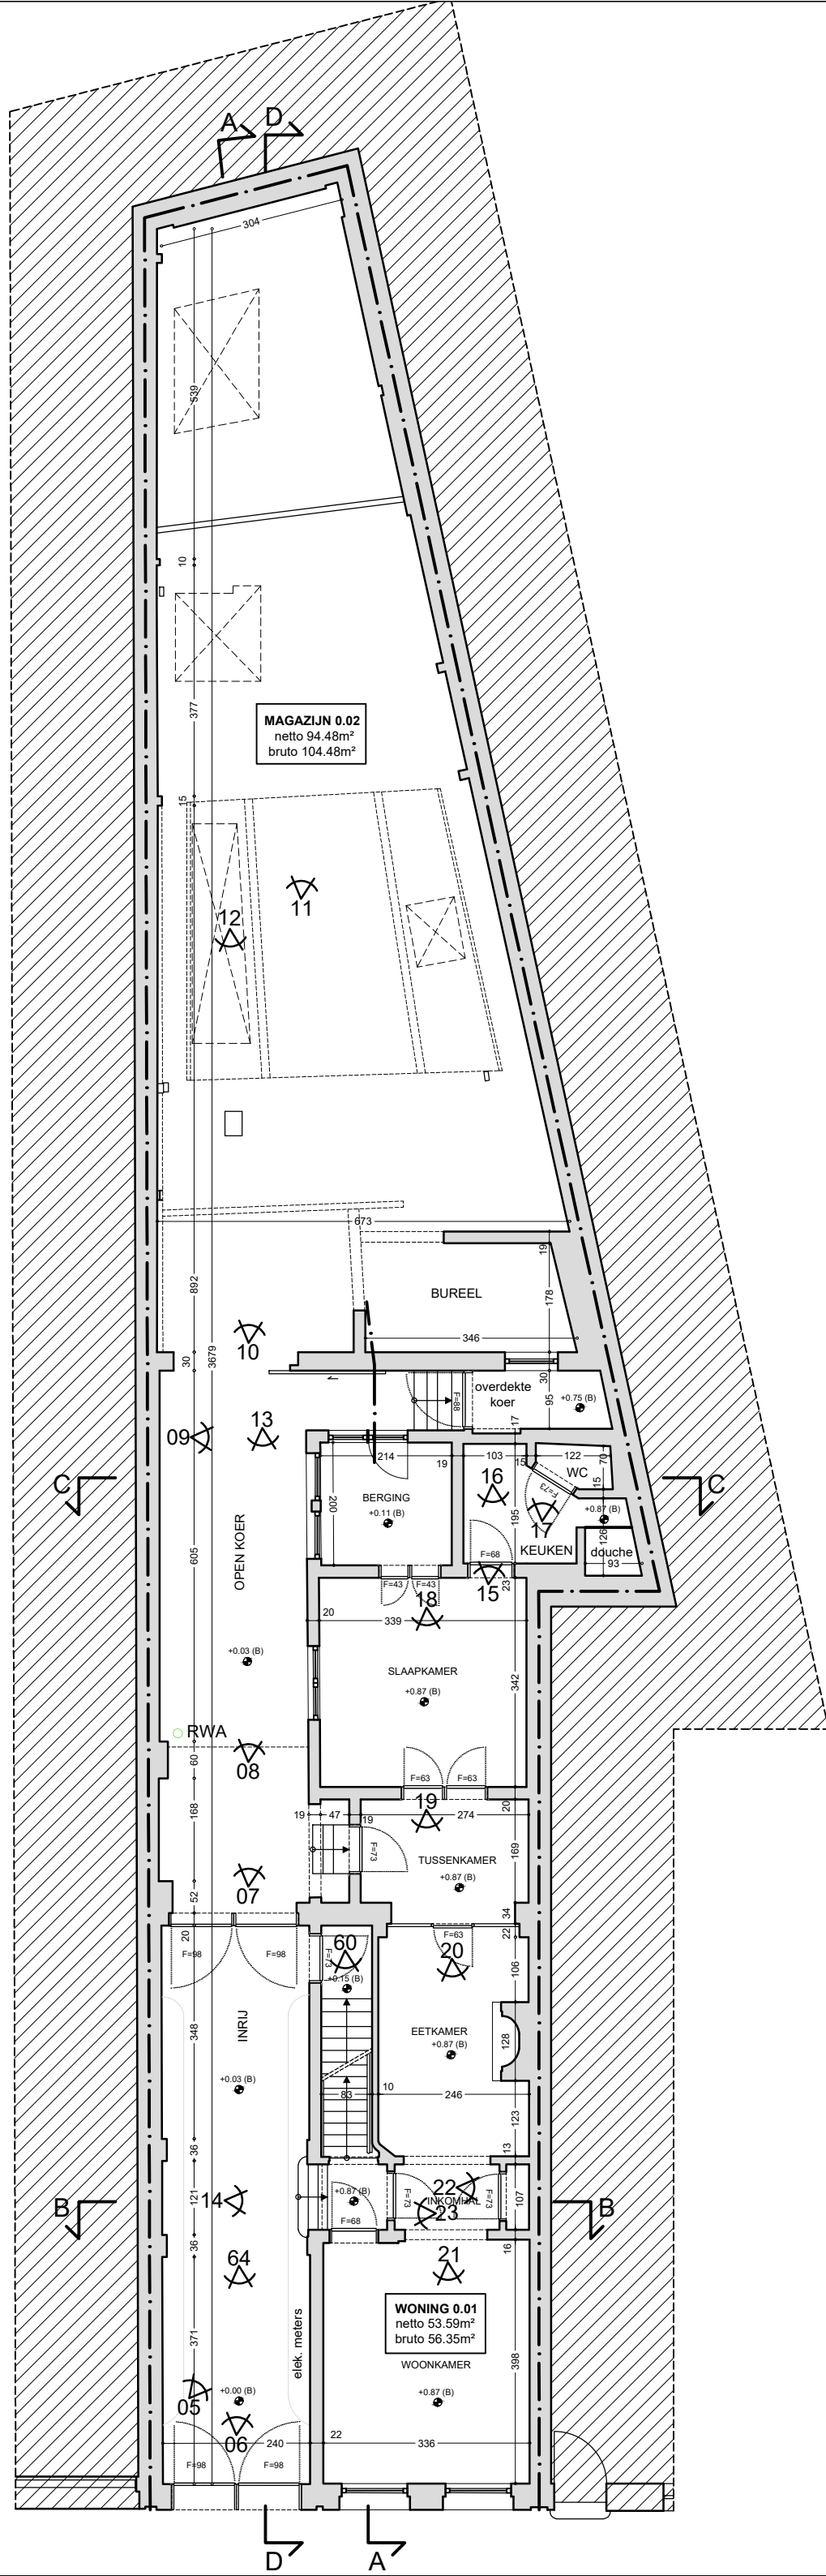 A
D
304
539
10
377
MAGAZIJN 0.02
netto 94.48m²
bruto 104.48m²
15
11
12
673
892
19
BUREEL
178
346
10
30
3679
30
overdekte
koer
F=88
+0.75 (B)
95
17
09
13
C
C
214
19
103
15
122
70
16
WC
15
BERGING
+0.11 (B)
200
F=73
+0.87 (B)
17
195
KEUKEN
126
douche
93
F=68
15
23
OPEN KOER
605
F=43
F=43
18
20
339
SLAAPKAMER
+0.87 (B)
342
+0.03 (B)
RWA
60
08
F=63
F=63
19
20
168
19
47
19
274
F=73
TUSSENKAMER
+0.87 (B)
169
52
07
34
20
F=98
F=98
F=73
60
+0.15 (B)
F=63
20
22
106
348
INRIJ
EETKAMER
+0.87 (B)
128
+0.03 (B)
83
10
246
123
36
13
B
B
121
14
+0.87 (B)
F=68
F=73
22
INKOMHAL
23
F=73
107
36
16
64
21
371
WONING 0.01
netto 53.59m²
bruto 56.35m²
elek. meters
WOONKAMER
398
05
+0.00 (B)
+0.87 (B)
06
240
22
336
F=98
F=98
D
A